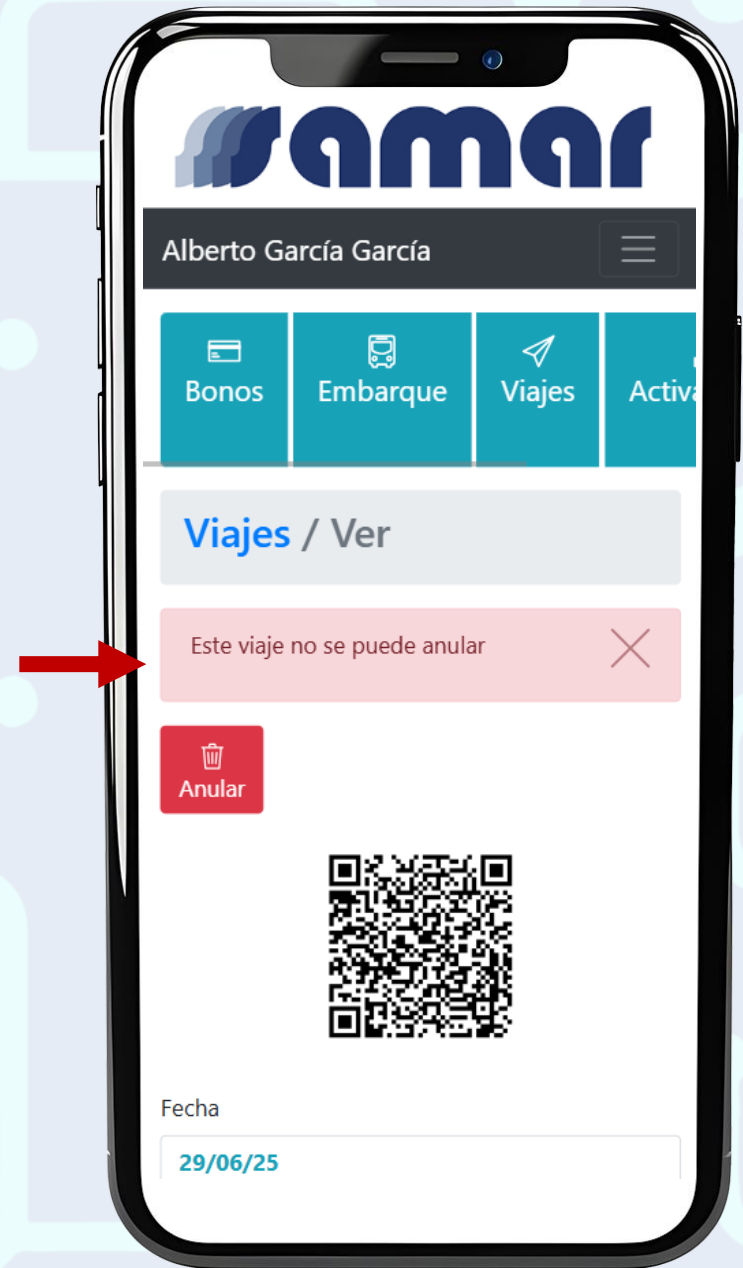 samar
Alberto García García
Bonos
Embarque
Viajes
Viajes / Ver
Este viaje no se puede anular
Anular
Fecha
29/06/25